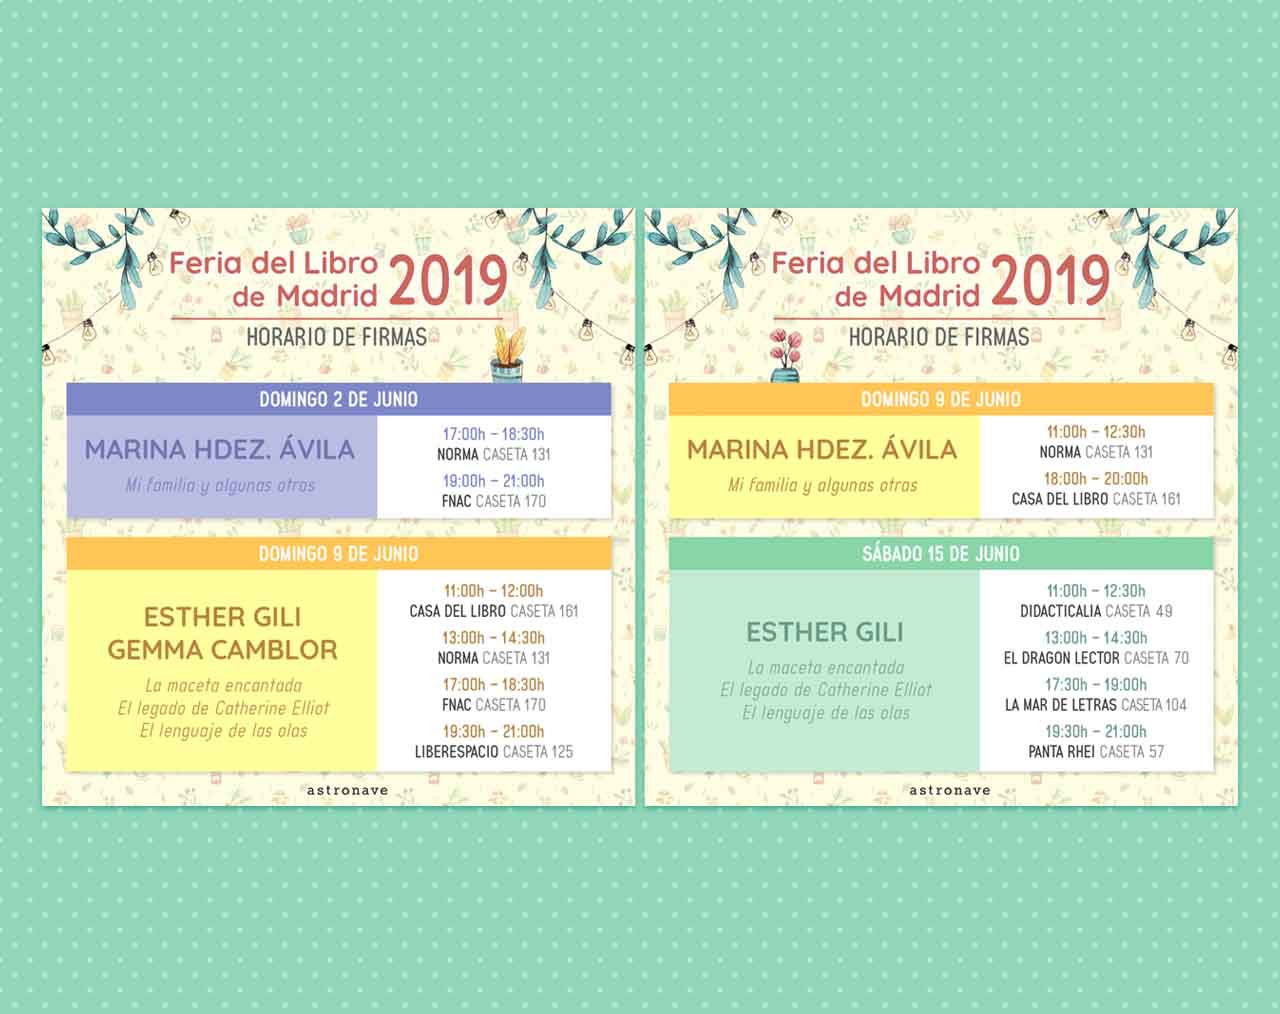 Feria del Libro
de Madrid 2019
HORARIO DE FIRMAS
DOMINGO 2 DE JUNIO
MARINA HDEZ. ÁVILA
Mi familia y algunas otras
17:00h – 18:30h
NORMA CASETA 131
19:00h – 21:00h
FNAC CASETA 170
DOMINGO 9 DE JUNIO
ESTHER GILI
GEMMA CAMBLOR
La maceta encantada
El legado de Catherine Elliot
El lenguaje de las olas
11:00h – 12:00h
CASA DEL LIBRO CASETA 161
13:00h – 14:30h
NORMA CASETA 131
17:00h – 18:30h
FNAC CASETA 170
19:30h – 21:00h
LIBERESPACIO CASETA 125
astronave
Feria del Libro
de Madrid 2019
HORARIO DE FIRMAS
DOMINGO 9 DE JUNIO
MARINA HDEZ. ÁVILA
Mi familia y algunas otras
11:00h – 12:30h
NORMA CASETA 131
18:00h – 20:00h
CASA DEL LIBRO CASETA 161
SÁBADO 15 DE JUNIO
ESTHER GILI
La maceta encantada
El legado de Catherine Elliot
El lenguaje de las olas
11:00h – 12:30h
DIDACTICALIA CASETA 49
13:00h – 14:30h
EL DRAGON LECTOR CASETA 70
17:30h – 19:00h
LA MAR DE LETRAS CASETA 104
19:30h – 21:00h
PANTA RHEI CASETA 57
astronave